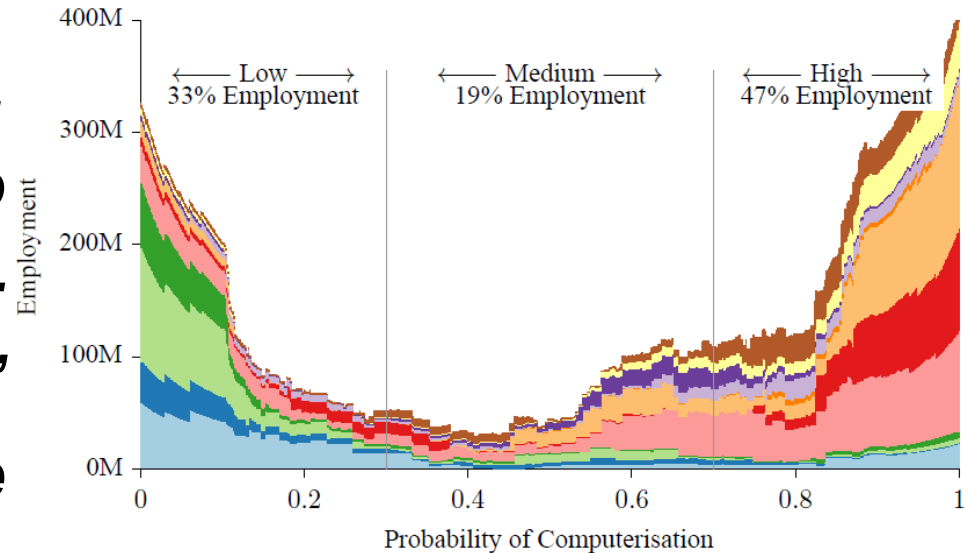 400M
300M
200M
100M
0M
Employment
← Low →
33% Employment
← Medium →
19% Employment
← High →
47% Employment
0
0.2
0.4
0.6
0.8
1
Probability of Computerisation